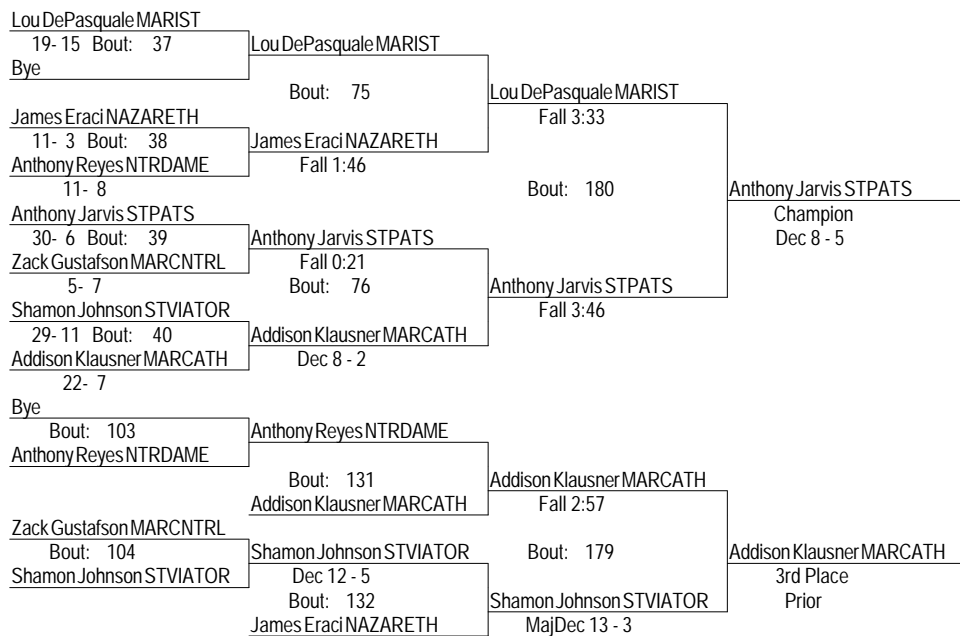 Lou DePasquale MARIST
19- 15 Bout: 37
Bye
Lou DePasquale MARIST
Bout: 75
James Eraci NAZARETH
11- 3 Bout: 38
Anthony Reyes NTRDAME
11- 8
James Eraci NAZARETH
Fall 1:46
Lou DePasquale MARIST
Fall 3:33
Bout: 180
Anthony Jarvis STPATS
30- 6 Bout: 39
Zack Gustafson MARCNTRL
5- 7
Anthony Jarvis STPATS
Fall 0:21
Bout: 76
Shamon Johnson STVIATOR
29- 11 Bout: 40
Addison Klausner MARCATH
22- 7
Addison Klausner MARCATH
Dec 8 - 2
Anthony Jarvis STPATS
Fall 3:46
Anthony Jarvis STPATS
Champion
Dec 8 - 5
Bye
Bout: 103
Anthony Reyes NTRDAME
Anthony Reyes NTRDAME
Bout: 131
Addison Klausner MARCATH
Addison Klausner MARCATH
Fall 2:57
Bout: 179
Zack Gustafson MARCNTRL
Bout: 104
Shamon Johnson STVIATOR
Shamon Johnson STVIATOR
Dec 12 - 5
Bout: 132
James Eraci NAZARETH
Shamon Johnson STVIATOR
MajDec 13 - 3
Addison Klausner MARCATH
3rd Place
Prior